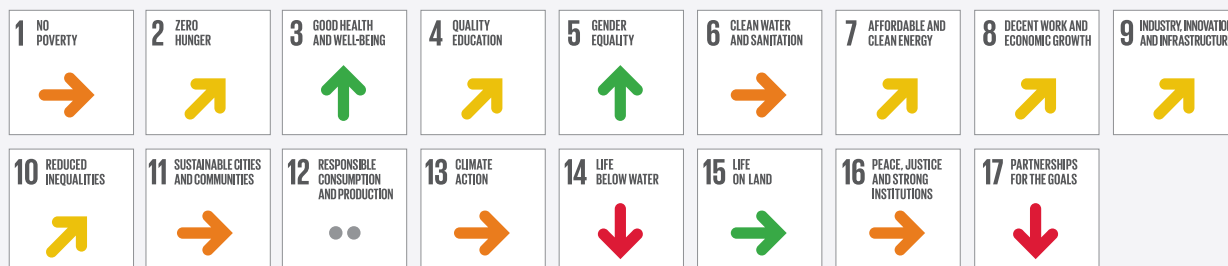 1 NO
POVERTY
2 ZERO
HUNGER
3 GOOD HEALTH
AND WELL-BEING
4 QUALITY
EDUCATION
5 GENDER
EQUALITY
6 CLEAN WATER
AND SANITATION
7 AFFORDABLE AND
CLEAN ENERGY
8 DECENT WORK AND
ECONOMIC GROWTH
9 INDUSTRY, INNOVATION
AND INFRASTRUCTURE
10 REDUCED
INEQUALITIES
11 SUSTAINABLE CITIES
AND COMMUNITIES
12 RESPONSIBLE
CONSUMPTION
AND PRODUCTION
13 CLIMATE
ACTION
14 LIFE
BELOW WATER
15 LIFE
ON LAND
16 PEACE, JUSTICE
AND STRONG
INSTITUTIONS
17 PARTNERSHIPS
FOR THE GOALS